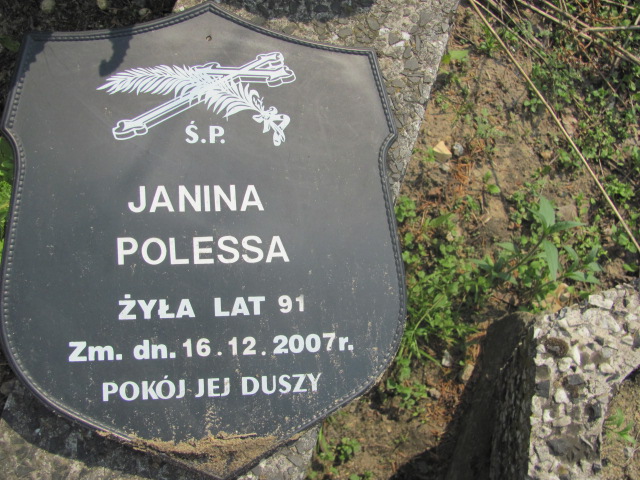 Ś.P.
JANINA
POLESSA
ŻYŁA LAT 91
Zm. dn. 16.12.2007r.
POKÓJ JEJ DUSZY